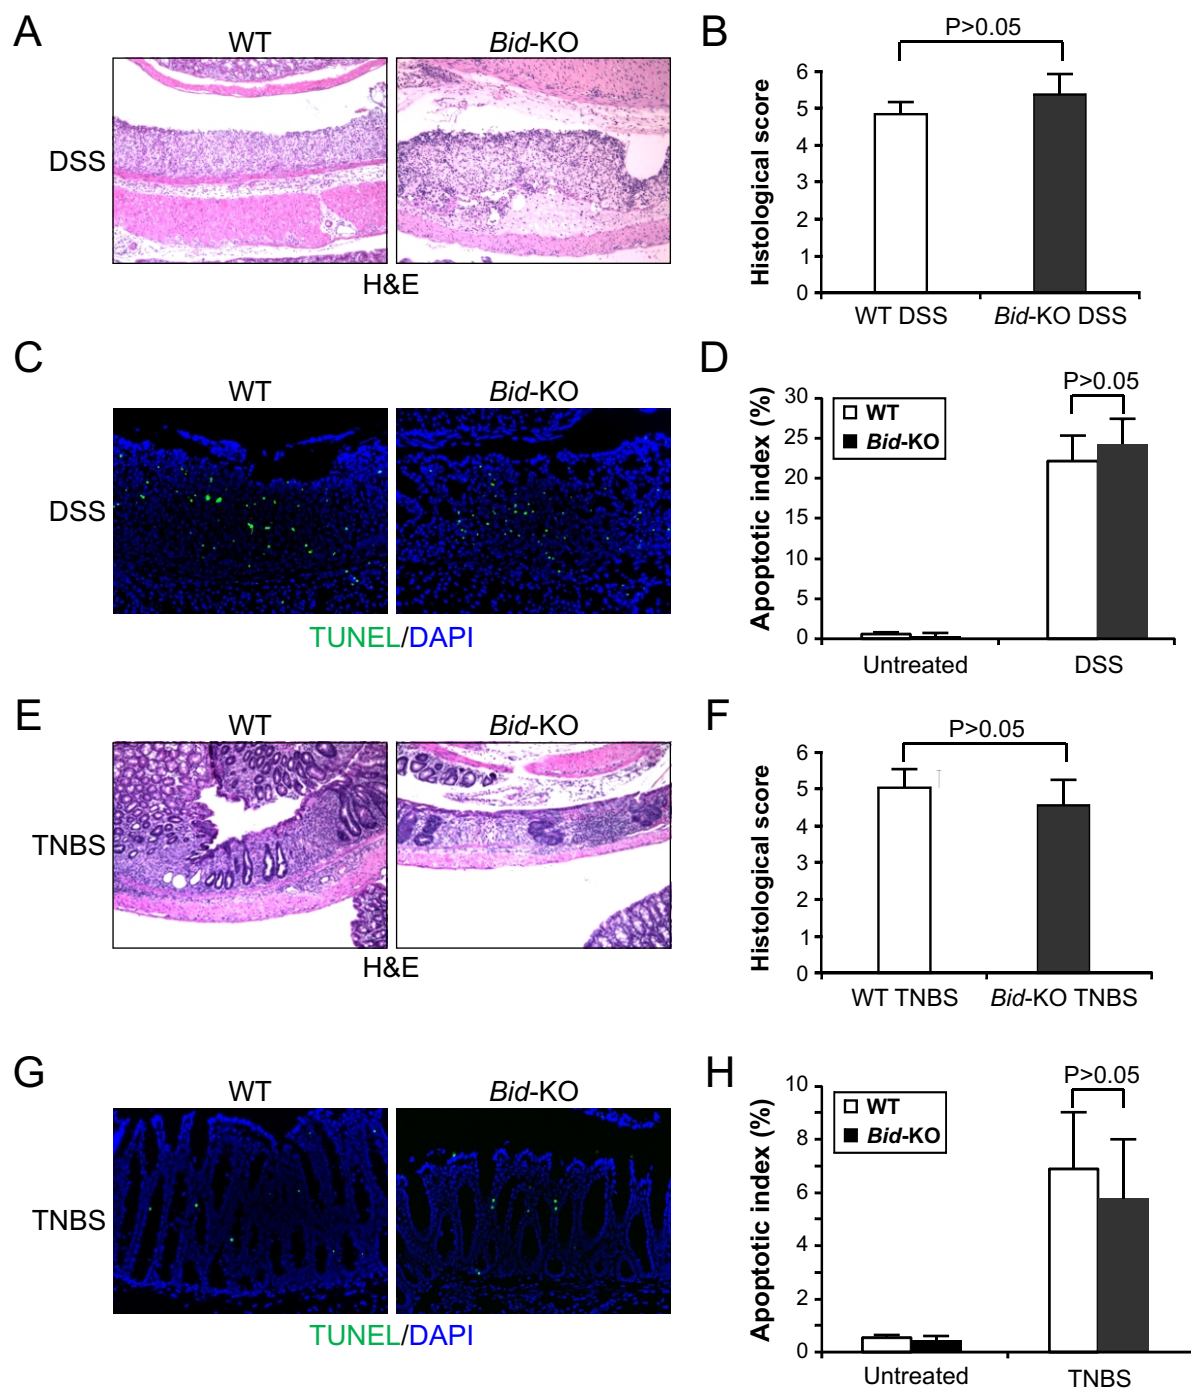 A
WT
Bid-KO
DSS
H&E
B
P>0.05
Histological score
6
5
4
3
2
1
0
WT DSS
Bid-KO DSS
C
WT
Bid-KO
DSS
TUNEL/DAPI
D
P>0.05
Apoptotic index (%)
30
25
20
15
10
5
0
WT
Bid-KO
Untreated
DSS
E
WT
Bid-KO
TNBS
H&E
F
P>0.05
Histological score
6
5
4
3
2
1
0
WT TNBS
Bid-KO TNBS
G
WT
Bid-KO
TNBS
TUNEL/DAPI
H
P>0.05
Apoptotic index (%)
10
8
6
4
2
0
WT
Bid-KO
Untreated
TNBS